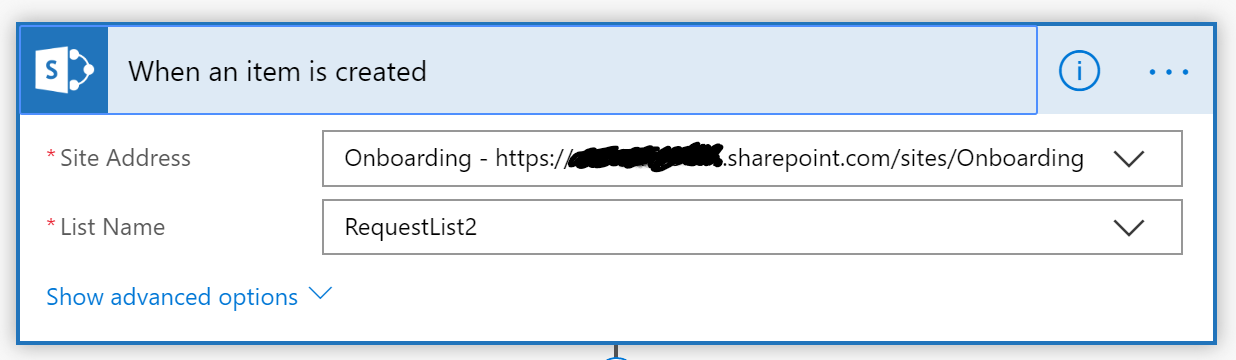 S
When an item is created
i
...
* Site Address
Onboarding - https://
.sharepoint.com/sites/Onboarding
* List Name
RequestList2
Show advanced options